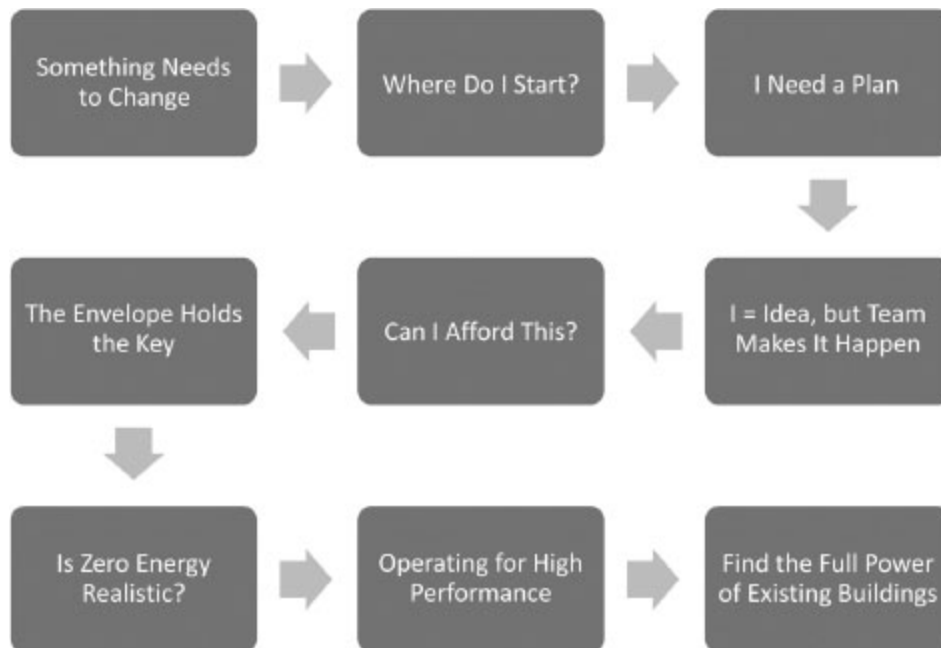 Something Needs
to Change
Where Do I Start?
I Need a Plan
I = Idea, but Team
Makes It Happen
Can I Afford This?
The Envelope Holds
the Key
Is Zero Energy
Realistic?
Operating for High
Performance
Find the Full Power
of Existing Buildings